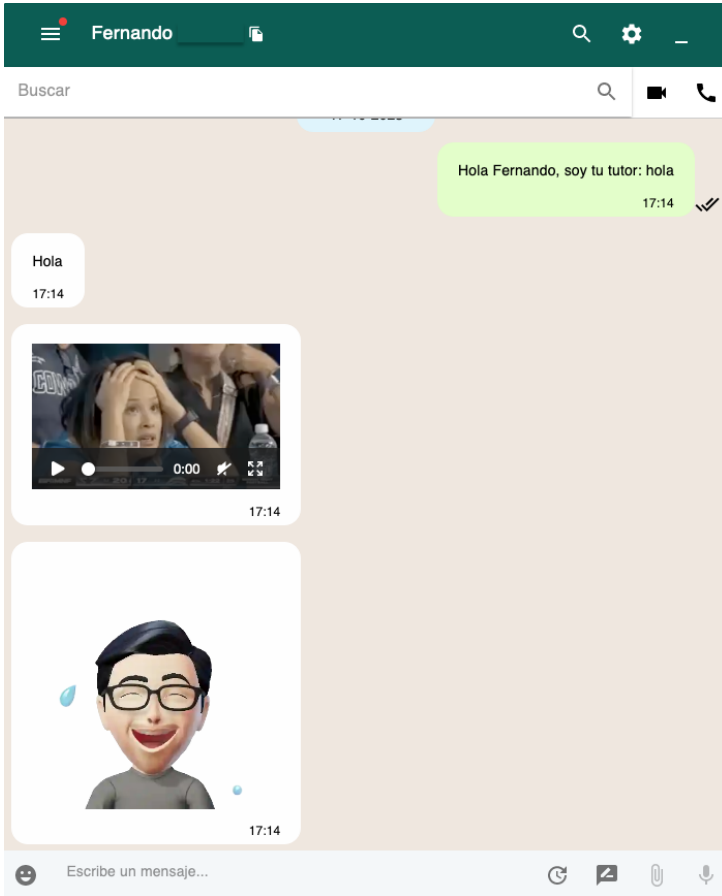 Fernando
Buscar
Hola Fernando, soy tu tutor: hola
17:14
Hola
17:14
0:00
17:14
17:14
Escribe un mensaje...